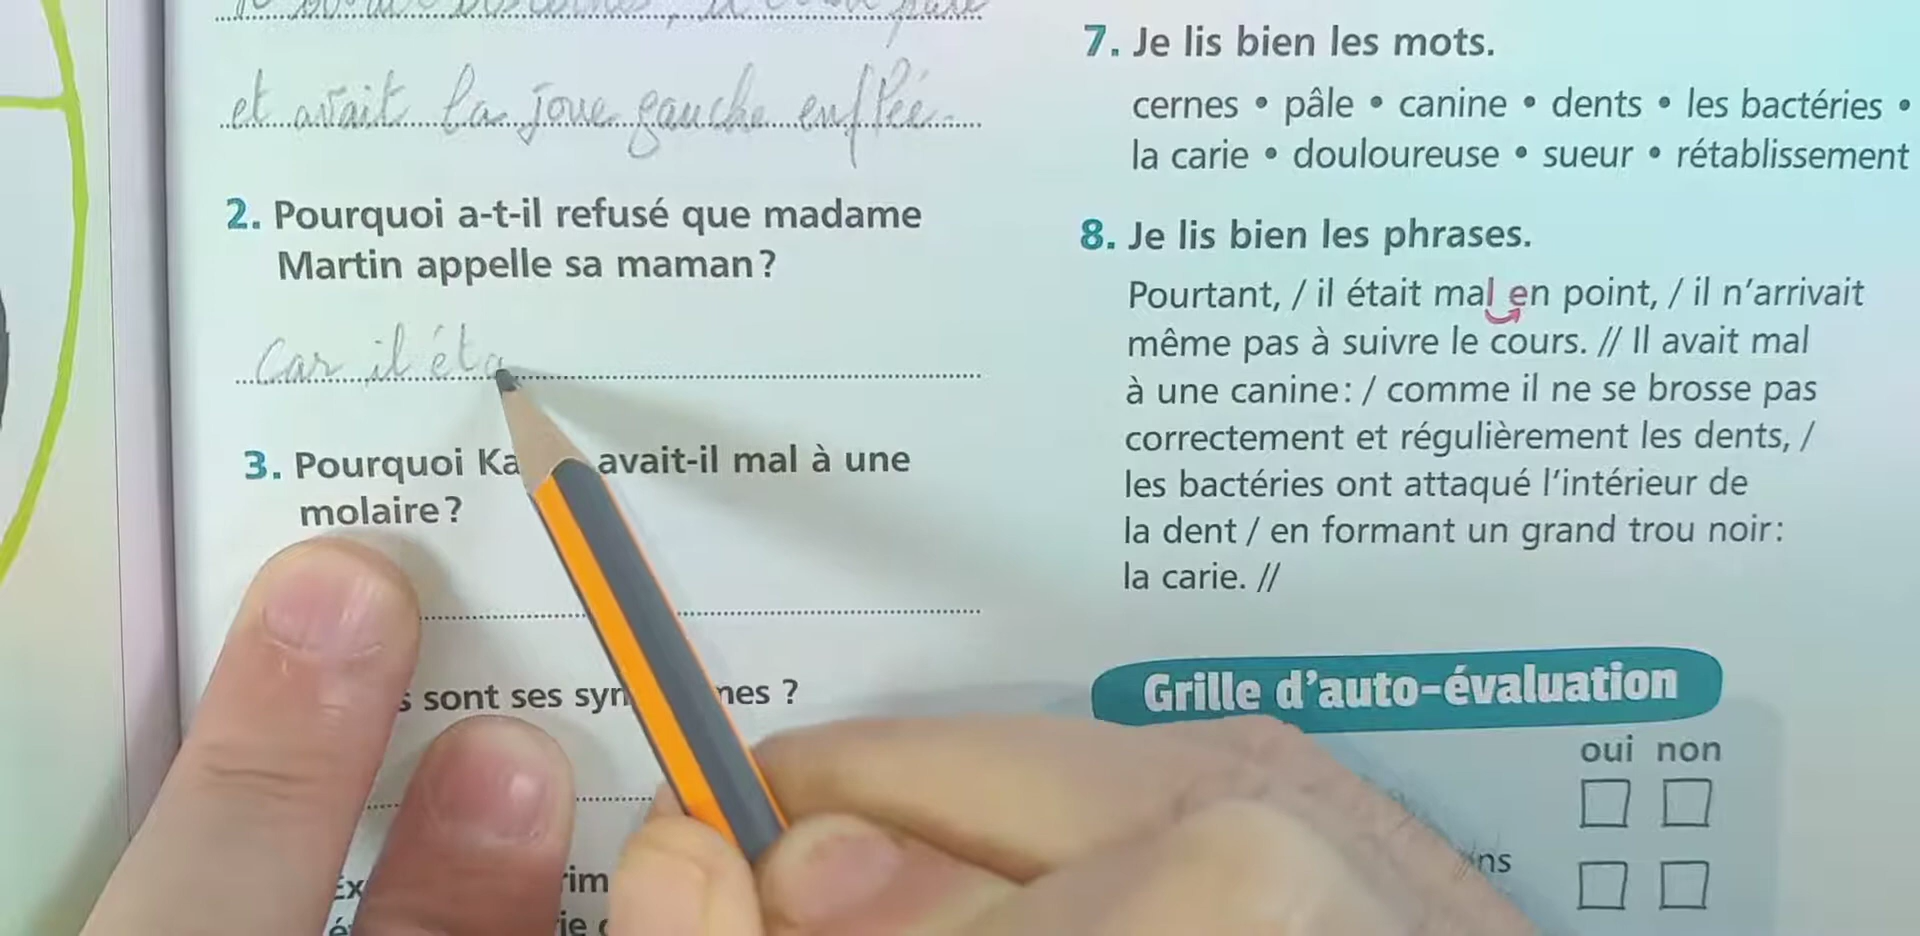 et avait la joue gauche enflée.
2. Pourquoi a-t-il refusé que madame
Martin appelle sa maman ?
Car il éta
3. Pourquoi Ka avait-il mal à une
molaire ?
sont ses ?
7. Je lis bien les mots.
cernes • pâle • canine • dents • les bactéries •
la carie • douloureuse • sueur • rétablissement
8. Je lis bien les phrases.
Pourtant, / il était mal en point, / il n'arrivait
même pas à suivre le cours. // Il avait mal
à une canine : / comme il ne se brosse pas
correctement et régulièrement les dents, /
les bactéries ont attaqué l'intérieur de
la dent / en formant un grand trou noir :
la carie. //
Grille d'auto-évaluation
oui non